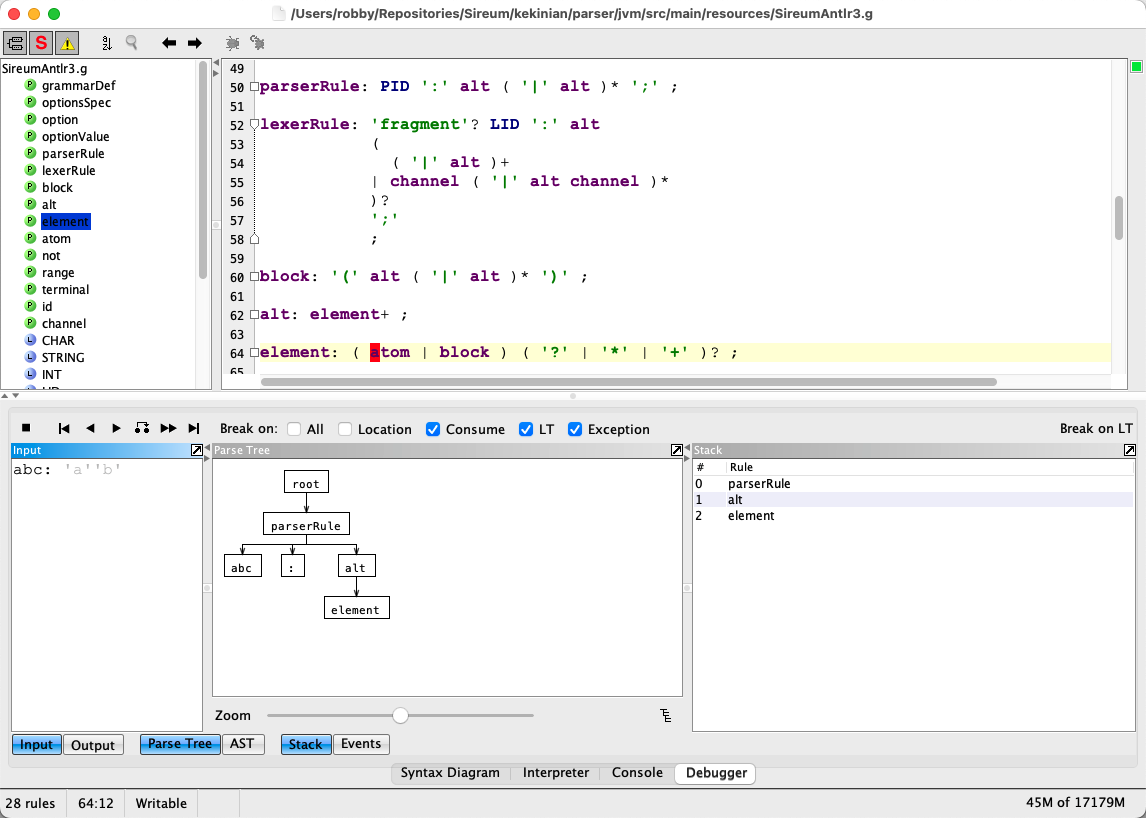 /Users/robby/Repositories/Sireum/kekinian/parser/jvm/src/main/resources/SireumAntlr3.g
S
SireumAntlr3.g
P grammarDef
P optionsSpec
P option
P optionValue
P parserRule
P lexerRule
P block
P alt
P element
P atom
P not
P range
P terminal
P id
P channel
L CHAR
L STRING
L INT
49
50 parserRule: PID ':' alt ( '|' alt )* ';' ;
51
52 lexerRule: 'fragment'? LID ':' alt
53 (
54 ( '|' alt )+
55 | channel ( '|' alt channel )*
56 )?
57 ';'
58 ;
59
60 block: '(' alt ( '|' alt )* ')' ;
61
62 alt: element+ ;
63
64 element: ( atom | block ) ( '?' | '*' | '+' )? ;
65
Break on: All Location Consume LT Exception Break on LT
Input
abc: 'a''b'
Parse Tree
root
parserRule
abc : alt
element
Zoom
Stack
# Rule
0 parserRule
1 alt
2 element
Input Output Parse Tree AST Stack Events
Syntax Diagram Interpreter Console Debugger
28 rules 64:12 Writable 45M of 17179M